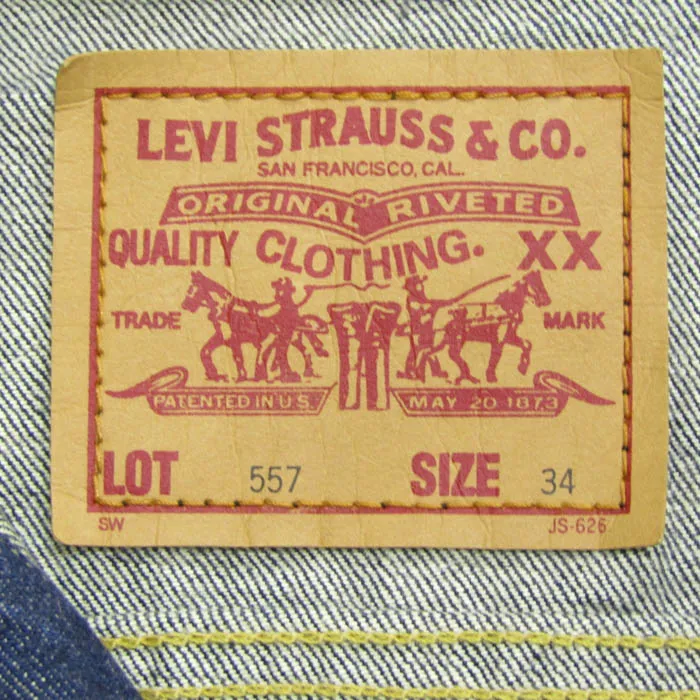 LEVI STRAUSS & CO.
SAN FRANCISCO, CAL.
ORIGINAL RIVETED
QUALITY CLOTHING. XX
TRADE MARK
PATENTED IN U.S. MAY 20 1873
LOT 557 SIZE 34
SW JS-626